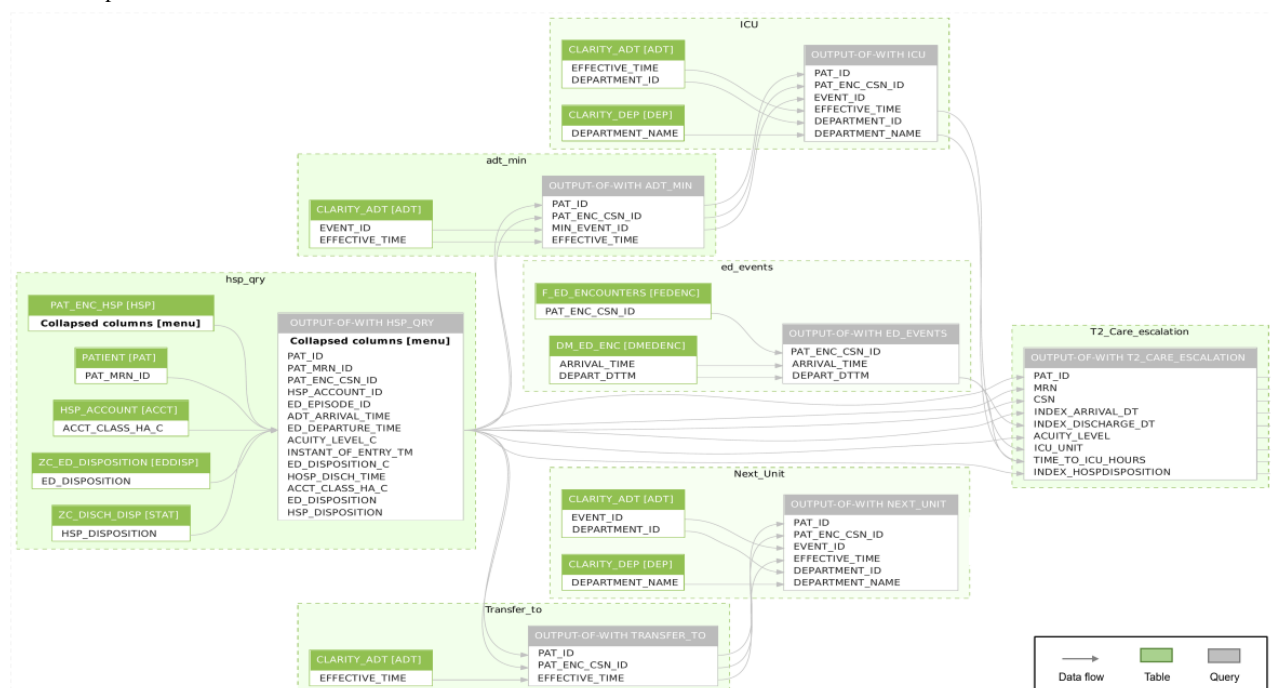 ICU
CLARITY_ADT [ADT]
EFFECTIVE_TIME
DEPARTMENT_ID
CLARITY_DEP [DEP]
DEPARTMENT_NAME
OUTPUT-OF-WITH ICU
PAT_ID
PAT_ENC_CSN_ID
EVENT_ID
EFFECTIVE_TIME
DEPARTMENT_ID
DEPARTMENT_NAME
adt_min
CLARITY_ADT [ADT]
EVENT_ID
EFFECTIVE_TIME
OUTPUT-OF-WITH ADT_MIN
PAT_ID
PAT_ENC_CSN_ID
MIN_EVENT_ID
EFFECTIVE_TIME
hsp_qry
PAT_ENC_HSP [HSP]
Collapsed columns [menu]
PATIENT [PAT]
PAT_MRN_ID
HSP_ACCOUNT [ACCT]
ACCT_CLASS_HA_C
ZC_ED_DISPOSITION [EDDISP]
ED_DISPOSITION
ZC_DISCH_DISP [STAT]
HSP_DISPOSITION
OUTPUT-OF-WITH HSP_QRY
Collapsed columns [menu]
PAT_ID
PAT_MRN_ID
PAT_ENC_CSN_ID
HSP_ACCOUNT_ID
ED_EPISODE_ID
ADT_ARRIVAL_TIME
ED_DEPARTURE_TIME
ACUITY_LEVEL_C
INSTANT_OF_ENTRY_TM
ED_DISPOSITION_C
HOSP_DISCH_TIME
ACCT_CLASS_HA_C
ED_DISPOSITION
HSP_DISPOSITION
ed_events
F_ED_ENCOUNTERS [FEDENC]
PAT_ENC_CSN_ID
DM_ED_ENC [DMEDENC]
ARRIVAL_TIME
DEPART_DTTM
OUTPUT-OF-WITH ED_EVENTS
PAT_ENC_CSN_ID
ARRIVAL_TIME
DEPART_DTTM
T2_Care_escalation
OUTPUT-OF-WITH T2_CARE_ESCALATION
PAT_ID
MRN
CSN
INDEX_ARRIVAL_DT
INDEX_DISCHARGE_DT
ACUITY_LEVEL
ICU_UNIT
TIME_TO_ICU_HOURS
INDEX_HOSPDISPOSITION
Next_Unit
CLARITY_ADT [ADT]
EVENT_ID
DEPARTMENT_ID
CLARITY_DEP [DEP]
DEPARTMENT_NAME
OUTPUT-OF-WITH NEXT_UNIT
PAT_ID
PAT_ENC_CSN_ID
EVENT_ID
EFFECTIVE_TIME
DEPARTMENT_ID
DEPARTMENT_NAME
Transfer_to
CLARITY_ADT [ADT]
EFFECTIVE_TIME
OUTPUT-OF-WITH TRANSFER_TO
PAT_ID
PAT_ENC_CSN_ID
EFFECTIVE_TIME
Data flow
Table
Query